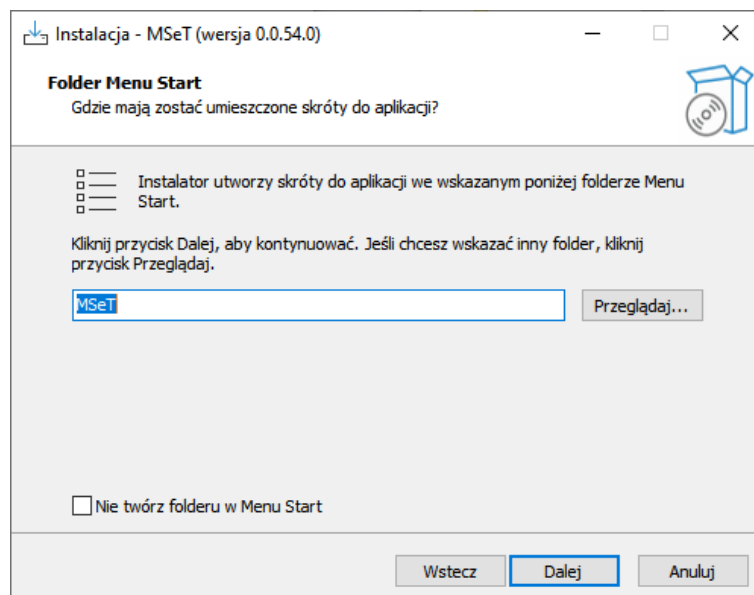 Instalacja - MSeT (wersja 0.0.54.0)
Folder Menu Start
Gdzie mają zostać umieszczone skróty do aplikacji?
Instalator utworzy skróty do aplikacji we wskazanym poniżej folderze Menu
Start.
Kliknij przycisk Dalej, aby kontynuować. Jeśli chcesz wskazać inny folder, kliknij
przycisk Przeglądaj.
MSeT
Przeglądaj...
Nie twórz folderu w Menu Start
Wstecz
Dalej
Anuluj